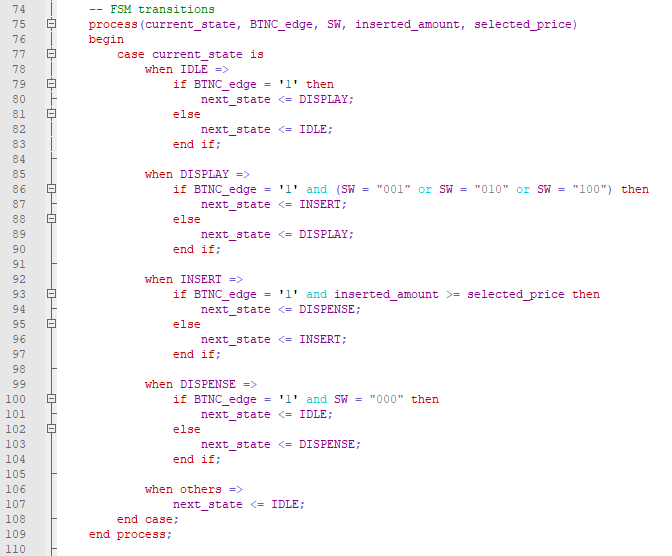 74 -- FSM transitions
75 process(current_state, BTNC_edge, SW, inserted_amount, selected_price)
76 begin
77 case current_state is
78 when IDLE =>
79 if BTNC_edge = '1' then
80 next_state <= DISPLAY;
81 else
82 next_state <= IDLE;
83 end if;
84
85 when DISPLAY =>
86 if BTNC_edge = '1' and (SW = "001" or SW = "010" or SW = "100") then
87 next_state <= INSERT;
88 else
89 next_state <= DISPLAY;
90 end if;
91
92 when INSERT =>
93 if BTNC_edge = '1' and inserted_amount >= selected_price then
94 next_state <= DISPENSE;
95 else
96 next_state <= INSERT;
97 end if;
98
99 when DISPENSE =>
100 if BTNC_edge = '1' and SW = "000" then
101 next_state <= IDLE;
102 else
103 next_state <= DISPENSE;
104 end if;
105
106 when others =>
107 next_state <= IDLE;
108 end case;
109 end process;
110